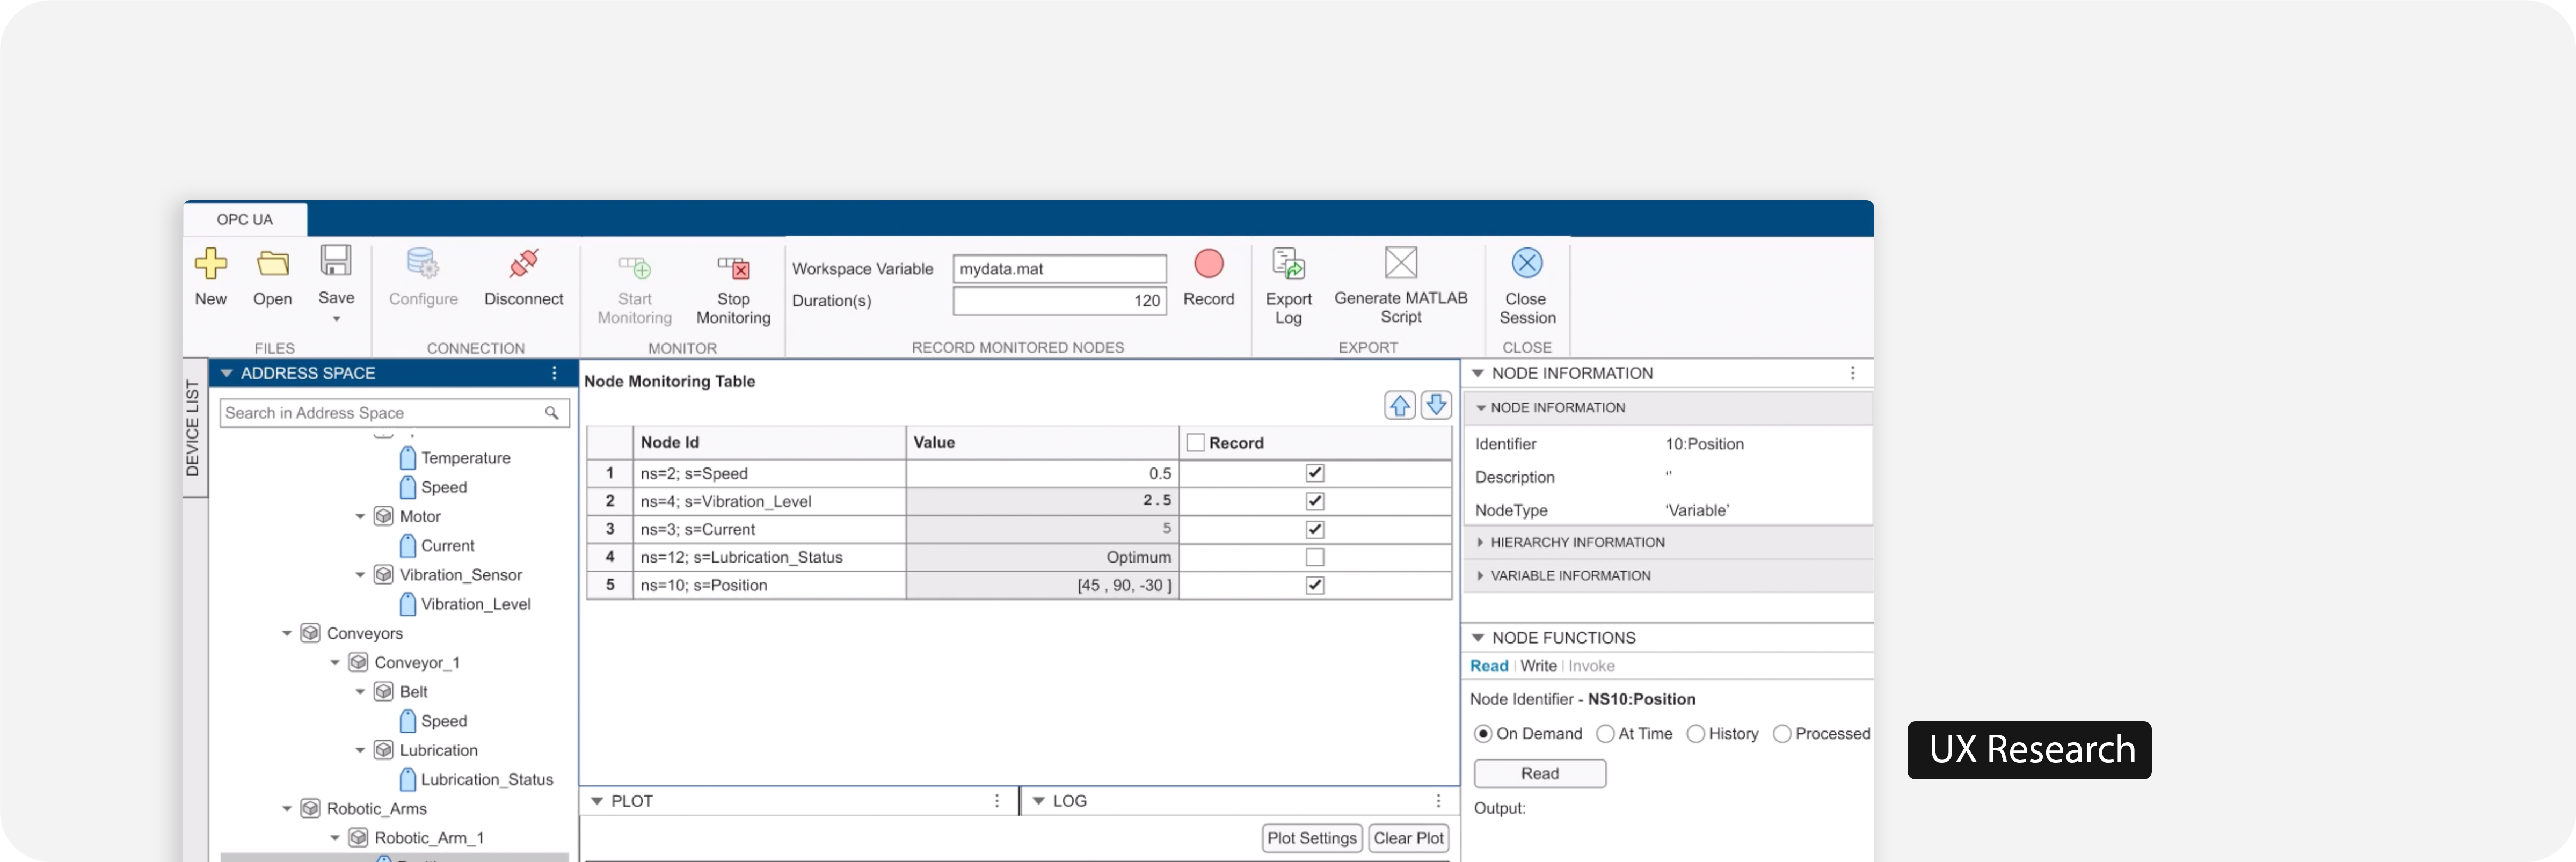 OPC UA
New
Open
Save
FILES
Configure
Disconnect
CONNECTION
Start
Monitoring
Stop
Monitoring
MONITOR
Workspace Variable
mydata.mat
Duration(s)
120
Record
RECORD MONITORED NODES
Export
Log
Generate MATLAB
Script
EXPORT
Close
Session
CLOSE
DEVICE LIST
ADDRESS SPACE
Search in Address Space
Temperature
Speed
Motor
Current
Vibration_Sensor
Vibration_Level
Conveyors
Conveyor_1
Belt
Speed
Lubrication
Lubrication_Status
Robotic_Arms
Robotic_Arm_1
Node Monitoring Table
Node Id Value Record
1 ns=2; s=Speed 0.5
2 ns=4; s=Vibration_Level 2.5
3 ns=3; s=Current 5
4 ns=12; s=Lubrication_Status Optimum
5 ns=10; s=Position [45 , 90, -30 ]
PLOT
LOG
Plot Settings
Clear Plot
NODE INFORMATION
NODE INFORMATION
Identifier 10:Position
Description ‘’
NodeType ‘Variable’
HIERARCHY INFORMATION
VARIABLE INFORMATION
NODE FUNCTIONS
Read | Write | Invoke
Node Identifier - NS10:Position
On Demand At Time History Processed
Read
Output:
UX Research